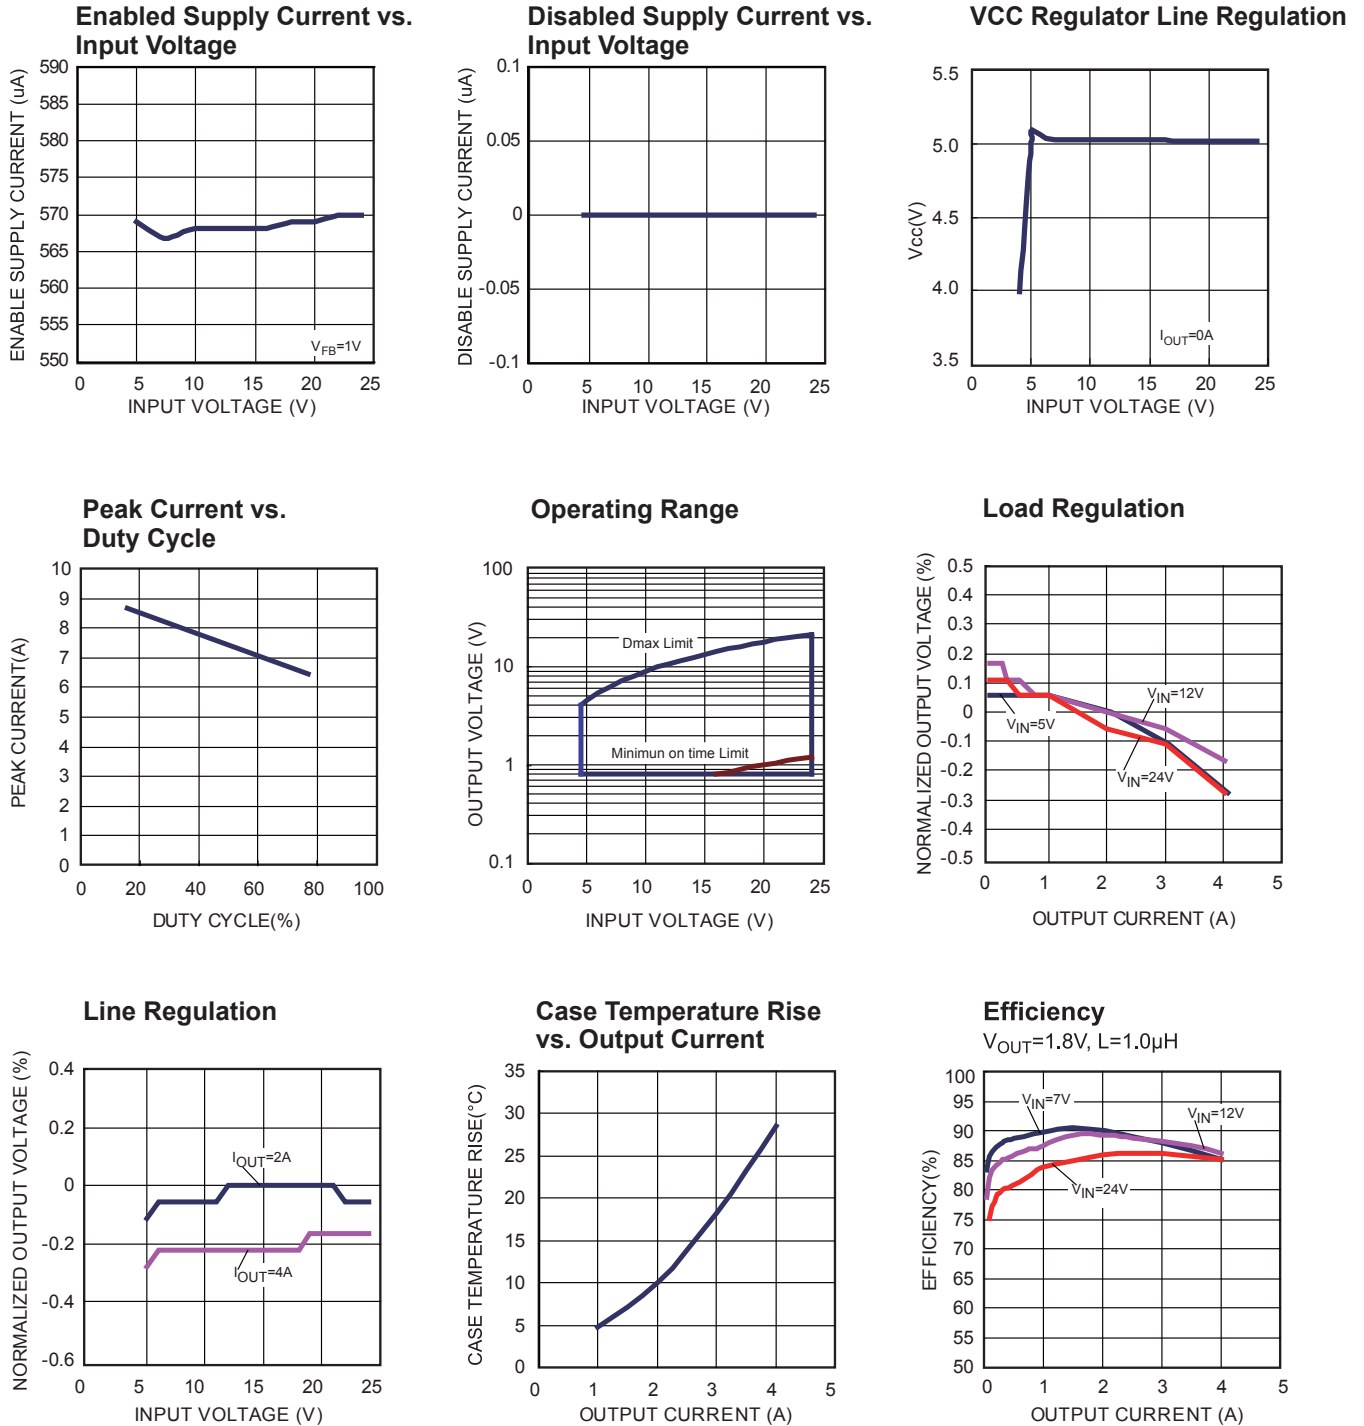 Enabled Supply Current vs.
Input Voltage
ENABLE SUPPLY CURRENT (uA)
590
585
580
575
570
565
560
555
550
VFB=1V
0 5 10 15 20 25
INPUT VOLTAGE (V)
Disabled Supply Current vs.
Input Voltage
DISABLE SUPPLY CURRENT (uA)
0.1
0.05
0
-0.05
-0.1
0 5 10 15 20 25
INPUT VOLTAGE (V)
VCC Regulator Line Regulation
Vcc(V)
5.5
5.0
4.5
4.0
3.5
IOUT=0A
0 5 10 15 20 25
INPUT VOLTAGE (V)
Peak Current vs.
Duty Cycle
PEAK CURRENT(A)
10
9
8
7
6
5
4
3
2
1
0
0 20 40 60 80 100
DUTY CYCLE(%)
Operating Range
OUTPUT VOLTAGE (V)
100
10
1
0.1
Dmax Limit
Minimun on time Limit
0 5 10 15 20 25
INPUT VOLTAGE (V)
Load Regulation
NORMALIZED OUTPUT VOLTAGE (%)
0.5
0.4
0.3
0.2
0.1
0
-0.1
-0.2
-0.3
-0.4
-0.5
VIN=12V
VIN=5V
VIN=24V
0 1 2 3 4 5
OUTPUT CURRENT (A)
Line Regulation
NORMALIZED OUTPUT VOLTAGE (%)
0.4
0.2
0
-0.2
-0.4
-0.6
IOUT=2A
IOUT=4A
0 5 10 15 20 25
INPUT VOLTAGE (V)
Case Temperature Rise
vs. Output Current
CASE TEMPERATURE RISE(°C)
35
30
25
20
15
10
5
0
0 1 2 3 4 5
OUTPUT CURRENT (A)
Efficiency
VOUT=1.8V, L=1.0µH
EFFICIENCY(%)
100
95
90
85
80
75
70
65
60
55
50
VIN=7V
VIN=12V
VIN=24V
0 1 2 3 4 5
OUTPUT CURRENT (A)